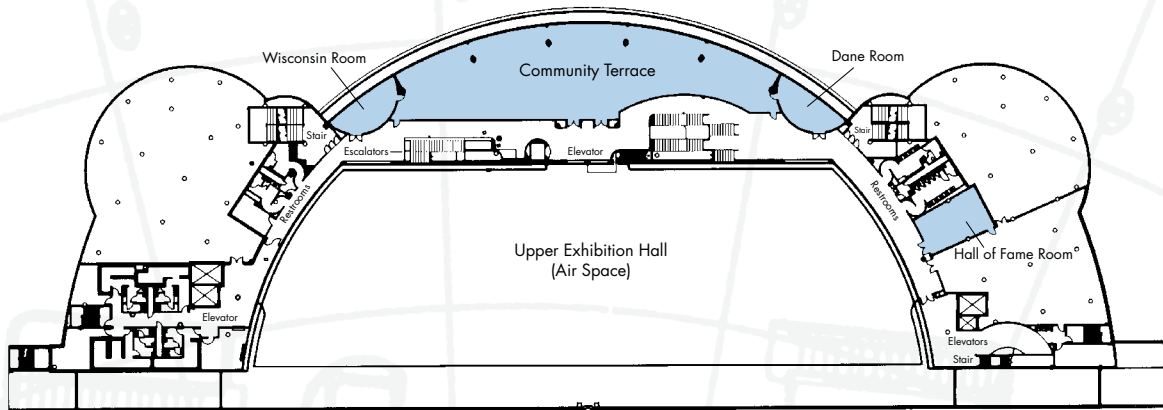 Wisconsin Room
Community Terrace
Dane Room
Stair
Escalators
Elevator
Stair
Restrooms
Restrooms
Upper Exhibition Hall
(Air Space)
Hall of Fame Room
Elevator
Elevators
Stair